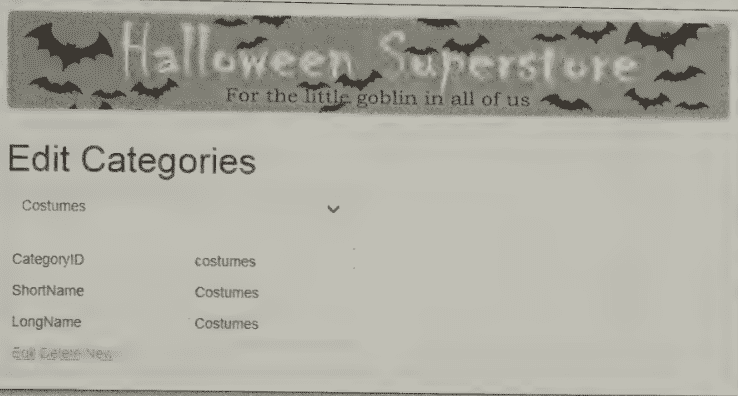 Halloween Superstore
For the little goblin in all of us
Edit Categories
Costumes
CategoryID costumes
ShortName Costumes
LongName Costumes
Edit Delete New